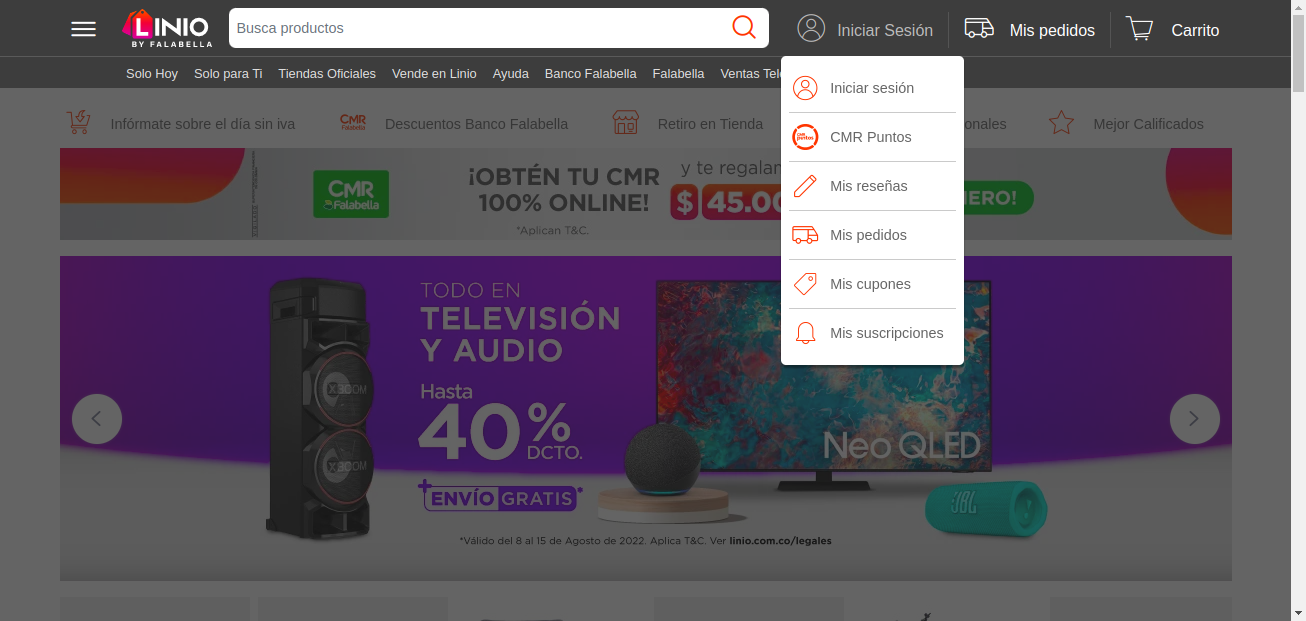 LINIO
BY FALABELLA
Busca productos
Iniciar Sesión
Mis pedidos
Carrito
Solo Hoy
Solo para Ti
Tiendas Oficiales
Vende en Linio
Ayuda
Banco Falabella
Falabella
Ventas Tel
Iniciar sesión
CMR Puntos
Mis reseñas
Mis pedidos
Mis cupones
Mis suscripciones
Infórmate sobre el día sin iva
CMR
Falabella
Descuentos Banco Falabella
Retiro en Tienda
onales
Mejor Calificados
CMR
Falabella
¡OBTÉN TU CMR
100% ONLINE!
*Aplican T&C.
y te regalan
$ 45.00
ERO!
TODO EN
TELEVISIÓN
Y AUDIO
Hasta
40%
DCTO.
+ENVÍO GRATIS*
XBOOM
XBOOM
Neo QLED
JBL
*Válido del 8 al 15 de Agosto de 2022. Aplica T&C. Ver linio.com.co/legales